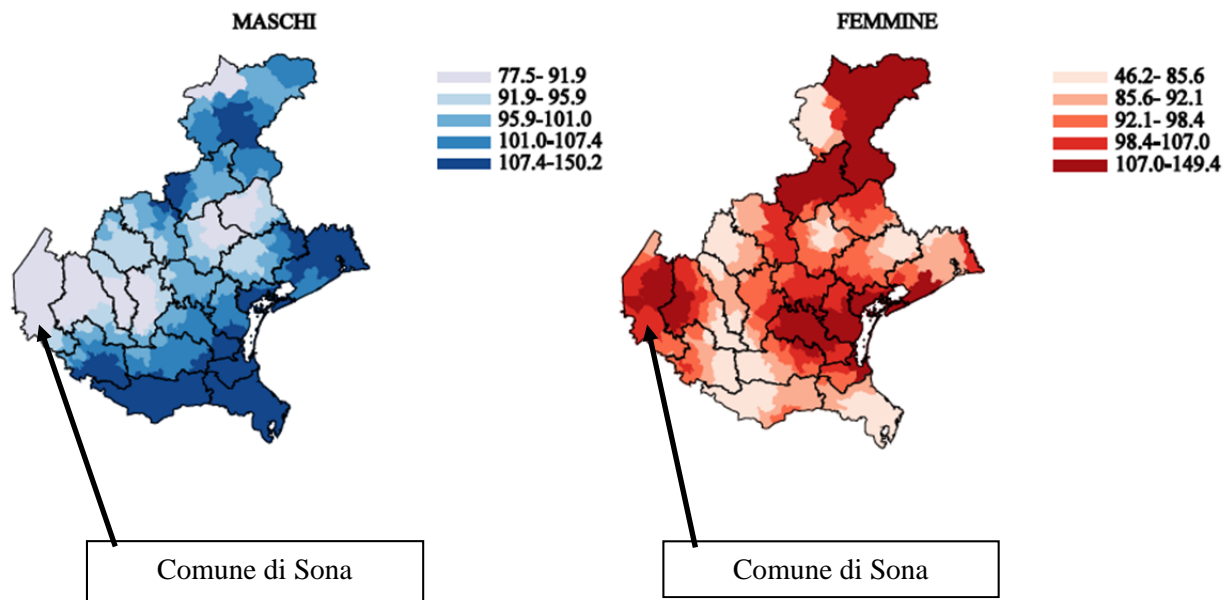 MASCHI
77.5- 91.9
91.9- 95.9
95.9-101.0
101.0-107.4
107.4-150.2
Comune di Sona
FEMMINE
46.2- 85.6
85.6- 92.1
92.1- 98.4
98.4-107.0
107.0-149.4
Comune di Sona